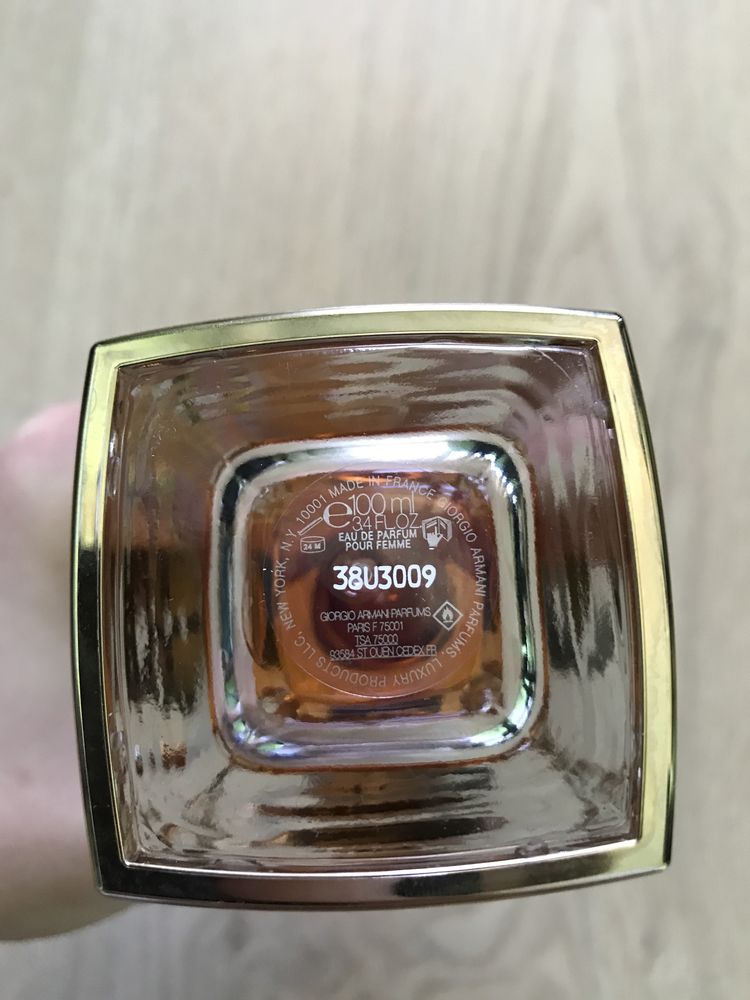 MADE IN FRANCE GIORGIO ARMANI PARFUMS, LUXURY PRODUCTS LLC, NEW YORK, N.Y. 10001
e100 ml
3.4 FL.OZ
EAU DE PARFUM
POUR FEMME
24 M
38U3009
GIORGIO ARMANI PARFUMS
PARIS F 75001
TSA 75000
93584 ST OUEN CEDEX.FR